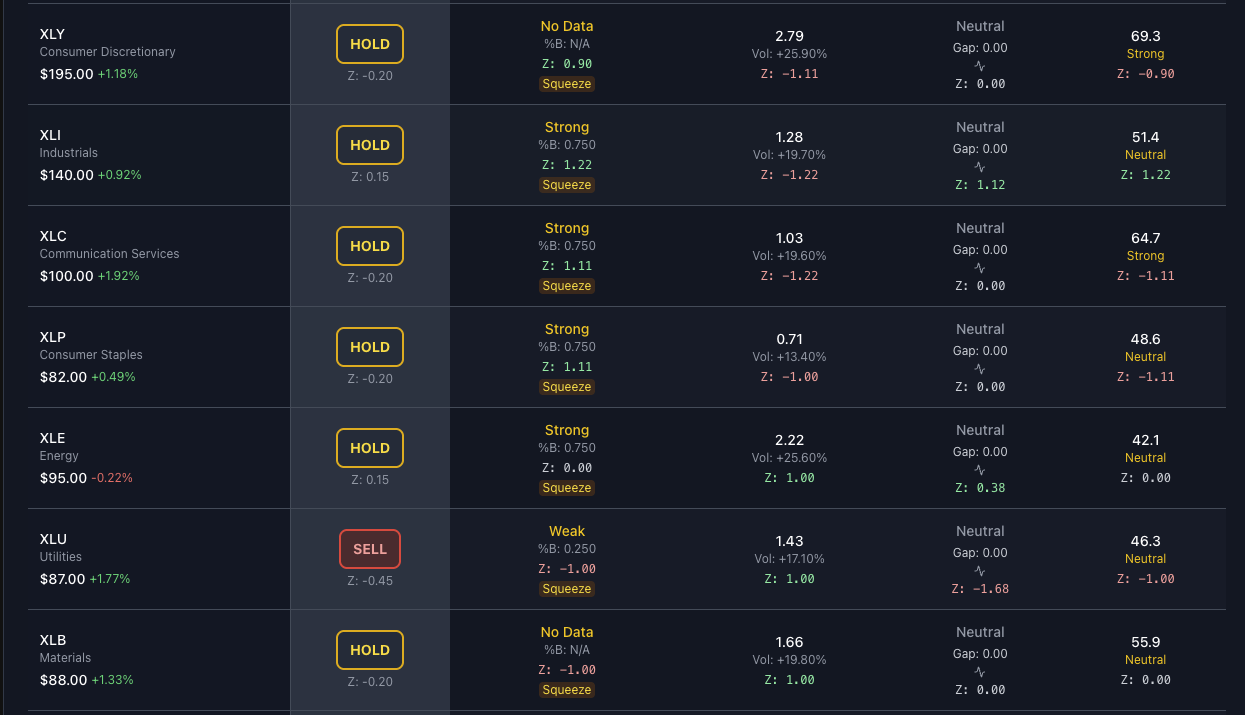 XLY
Consumer Discretionary
$195.00 +1.18%
HOLD
Z: -0.20
No Data
%B: N/A
Z: 0.90
Squeeze
2.79
Vol: +25.90%
Z: -1.11
Neutral
Gap: 0.00
Z: 0.00
69.3
Strong
Z: -0.90
XLI
Industrials
$140.00 +0.92%
HOLD
Z: 0.15
Strong
%B: 0.750
Z: 1.22
Squeeze
1.28
Vol: +19.70%
Z: -1.22
Neutral
Gap: 0.00
Z: 1.12
51.4
Neutral
Z: 1.22
XLC
Communication Services
$100.00 +1.92%
HOLD
Z: -0.20
Strong
%B: 0.750
Z: 1.11
Squeeze
1.03
Vol: +19.60%
Z: -1.22
Neutral
Gap: 0.00
Z: 0.00
64.7
Strong
Z: -1.11
XLP
Consumer Staples
$82.00 +0.49%
HOLD
Z: -0.20
Strong
%B: 0.750
Z: 1.11
Squeeze
0.71
Vol: +13.40%
Z: -1.00
Neutral
Gap: 0.00
Z: 0.00
48.6
Neutral
Z: -1.11
XLE
Energy
$95.00 -0.22%
HOLD
Z: 0.15
Strong
%B: 0.750
Z: 0.00
Squeeze
2.22
Vol: +25.60%
Z: 1.00
Neutral
Gap: 0.00
Z: 0.38
42.1
Neutral
Z: 0.00
XLU
Utilities
$87.00 +1.77%
SELL
Z: -0.45
Weak
%B: 0.250
Z: -1.00
Squeeze
1.43
Vol: +17.10%
Z: 1.00
Neutral
Gap: 0.00
Z: -1.68
46.3
Neutral
Z: -1.00
XLB
Materials
$88.00 +1.33%
HOLD
Z: -0.20
No Data
%B: N/A
Z: -1.00
Squeeze
1.66
Vol: +19.80%
Z: 1.00
Neutral
Gap: 0.00
Z: 0.00
55.9
Neutral
Z: 0.00